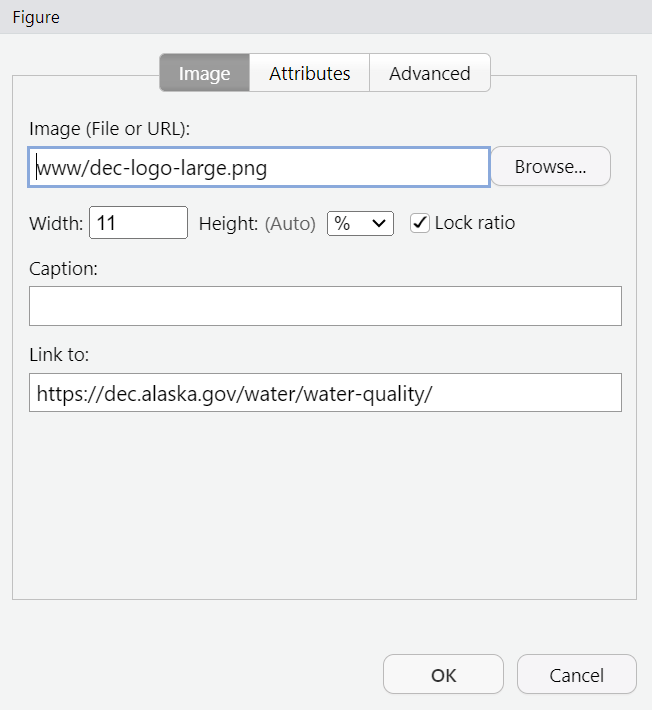 Figure
Image Attributes Advanced
Image (File or URL):
www/dec-logo-large.png Browse...
Width: 11 Height: (Auto) % Lock ratio
Caption:
Link to:
https://dec.alaska.gov/water/water-quality/
OK Cancel